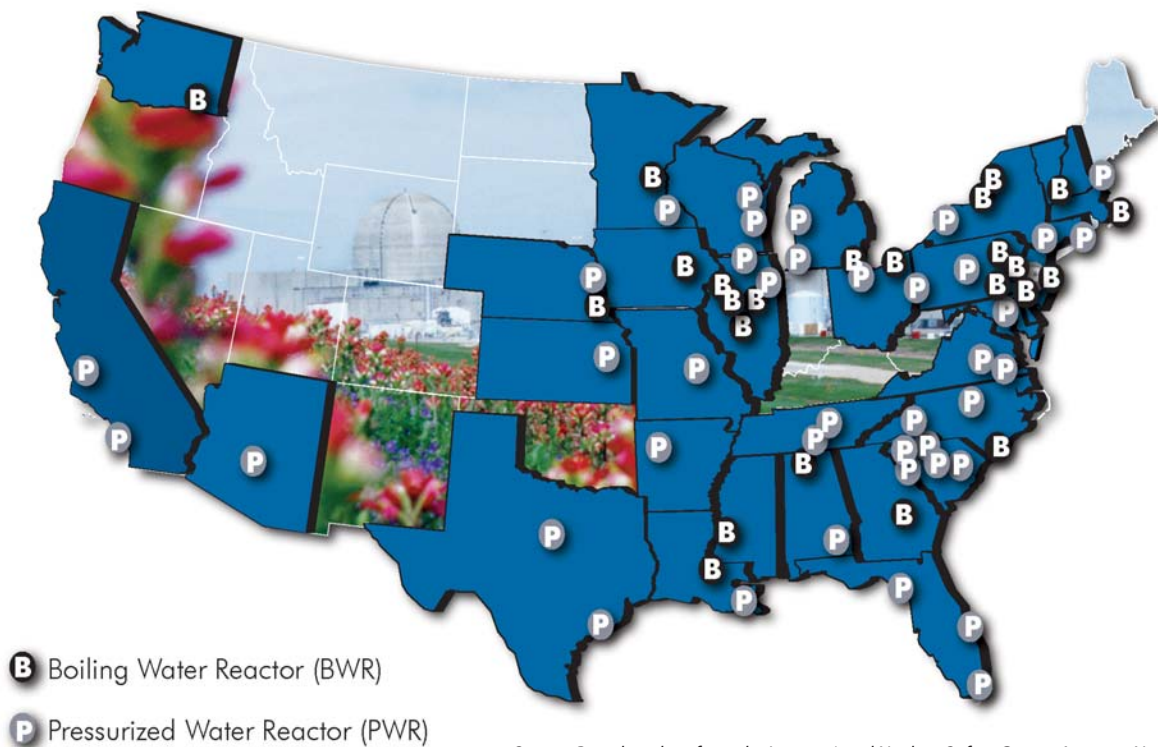 B
B B P
P B B
P P P P B
P P
P P B B B
B P B
P P P B
B P B B
B B B P
B
P P
P P P
P
P P
P P P P P B
P B P P P
B
P B P
B
P P
P P
B Boiling Water Reactor (BWR)
P
P Pressurized Water Reactor (PWR)